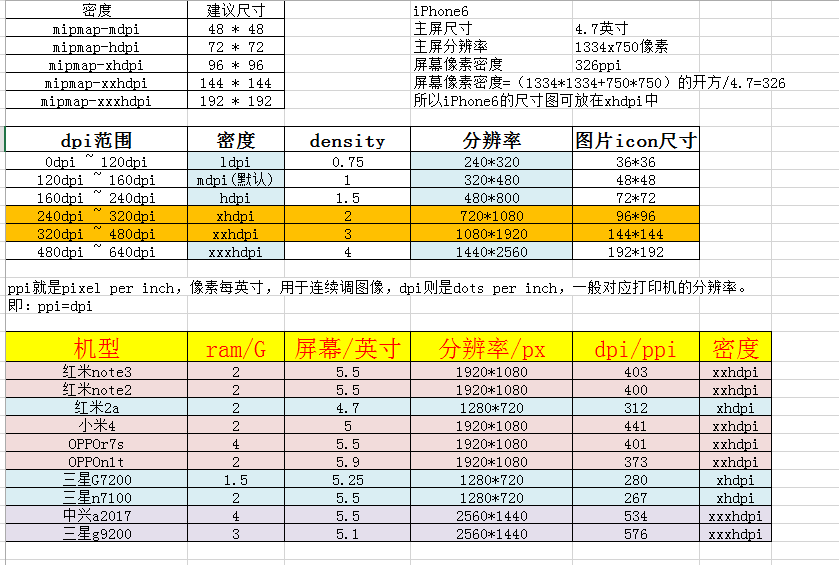 密度 建议尺寸 iPhone6
mipmap-mdpi 48 * 48 主屏尺寸 4.7英寸
mipmap-hdpi 72 * 72 主屏分辨率 1334x750像素
mipmap-xhdpi 96 * 96 屏幕像素密度 326ppi
mipmap-xxhdpi 144 * 144 屏幕像素密度=（1334*1334+750*750）的开方/4.7=326
mipmap-xxxhdpi 192 * 192 所以iPhone6的尺寸图可放在xhdpi中
dpi范围 密度 density 分辨率 图片icon尺寸
0dpi ~ 120dpi ldpi 0.75 240*320 36*36
120dpi ~ 160dpi mdpi(默认) 1 320*480 48*48
160dpi ~ 240dpi hdpi 1.5 480*800 72*72
240dpi ~ 320dpi xhdpi 2 720*1080 96*96
320dpi ~ 480dpi xxhdpi 3 1080*1920 144*144
480dpi ~ 640dpi xxxhdpi 4 1440*2560 192*192
ppi就是pixel per inch，像素每英寸，用于连续调图像，dpi则是dots per inch，一般对应打印机的分辨率。
即：ppi=dpi
机型 ram/G 屏幕/英寸 分辨率/px dpi/ppi 密度
红米note3 2 5.5 1920*1080 403 xxhdpi
红米note2 2 5.5 1920*1080 400 xxhdpi
红米2a 2 4.7 1280*720 312 xhdpi
小米4 2 5 1920*1080 441 xxhdpi
OPPOr7s 4 5.5 1920*1080 401 xxhdpi
OPPOn1t 2 5.9 1920*1080 373 xxhdpi
三星G7200 1.5 5.25 1280*720 280 xhdpi
三星n7100 2 5.5 1280*720 267 xhdpi
中兴a2017 4 5.5 2560*1440 534 xxxhdpi
三星g9200 3 5.1 2560*1440 576 xxxhdpi